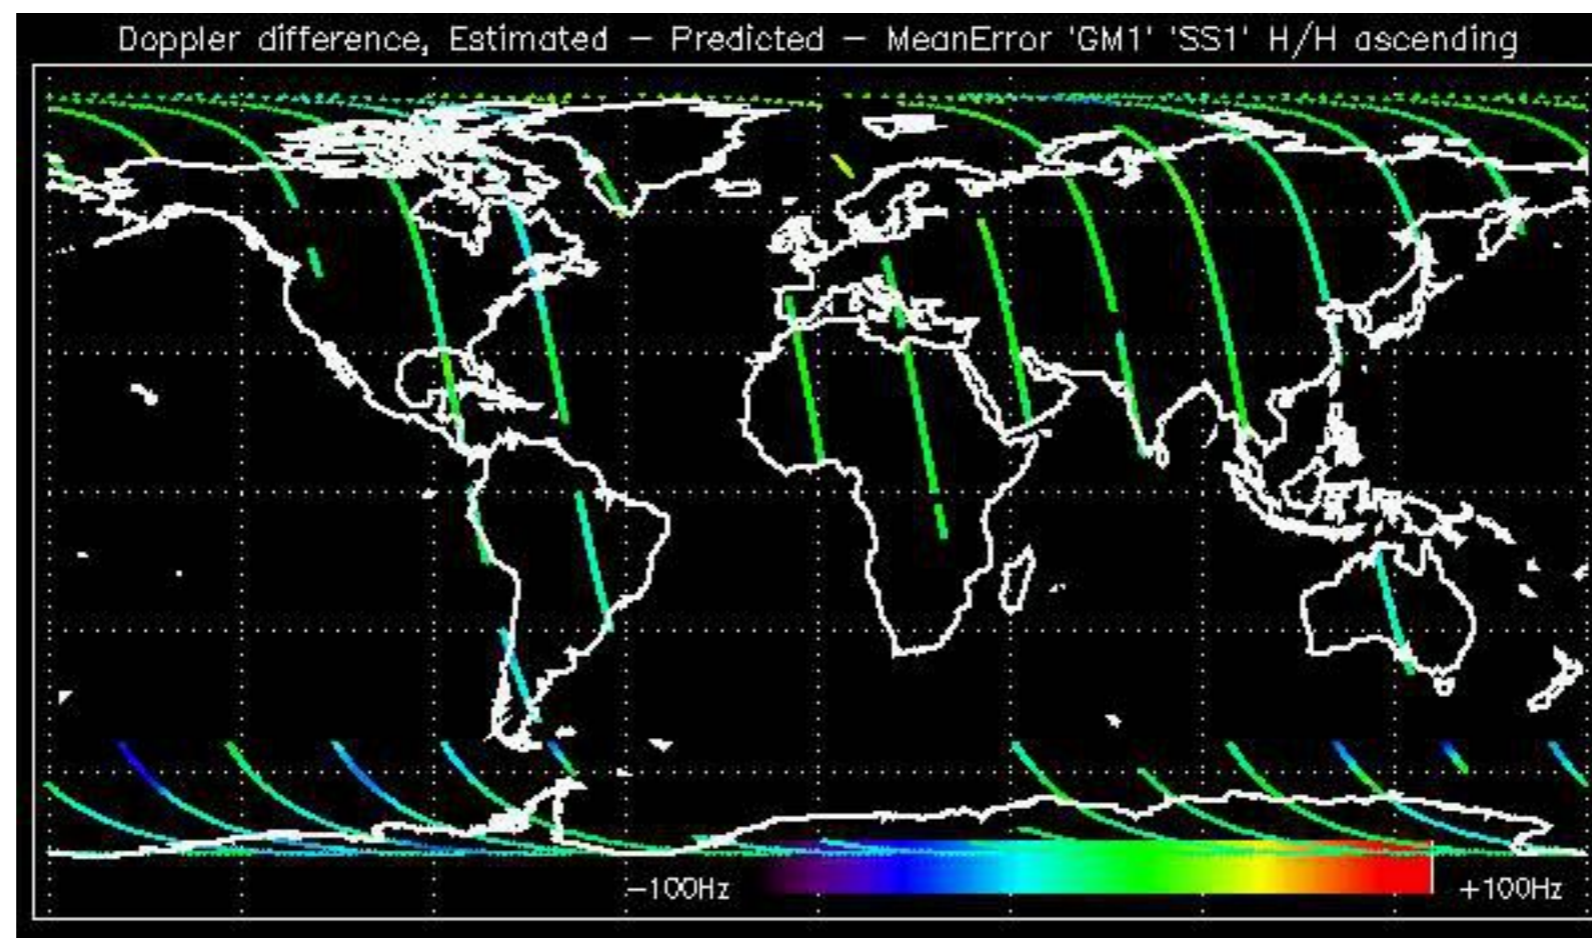 Doppler difference, Estimated — Predicted — MeanError 'GM1' 'SS1' H/H ascending
—100Hz +100Hz